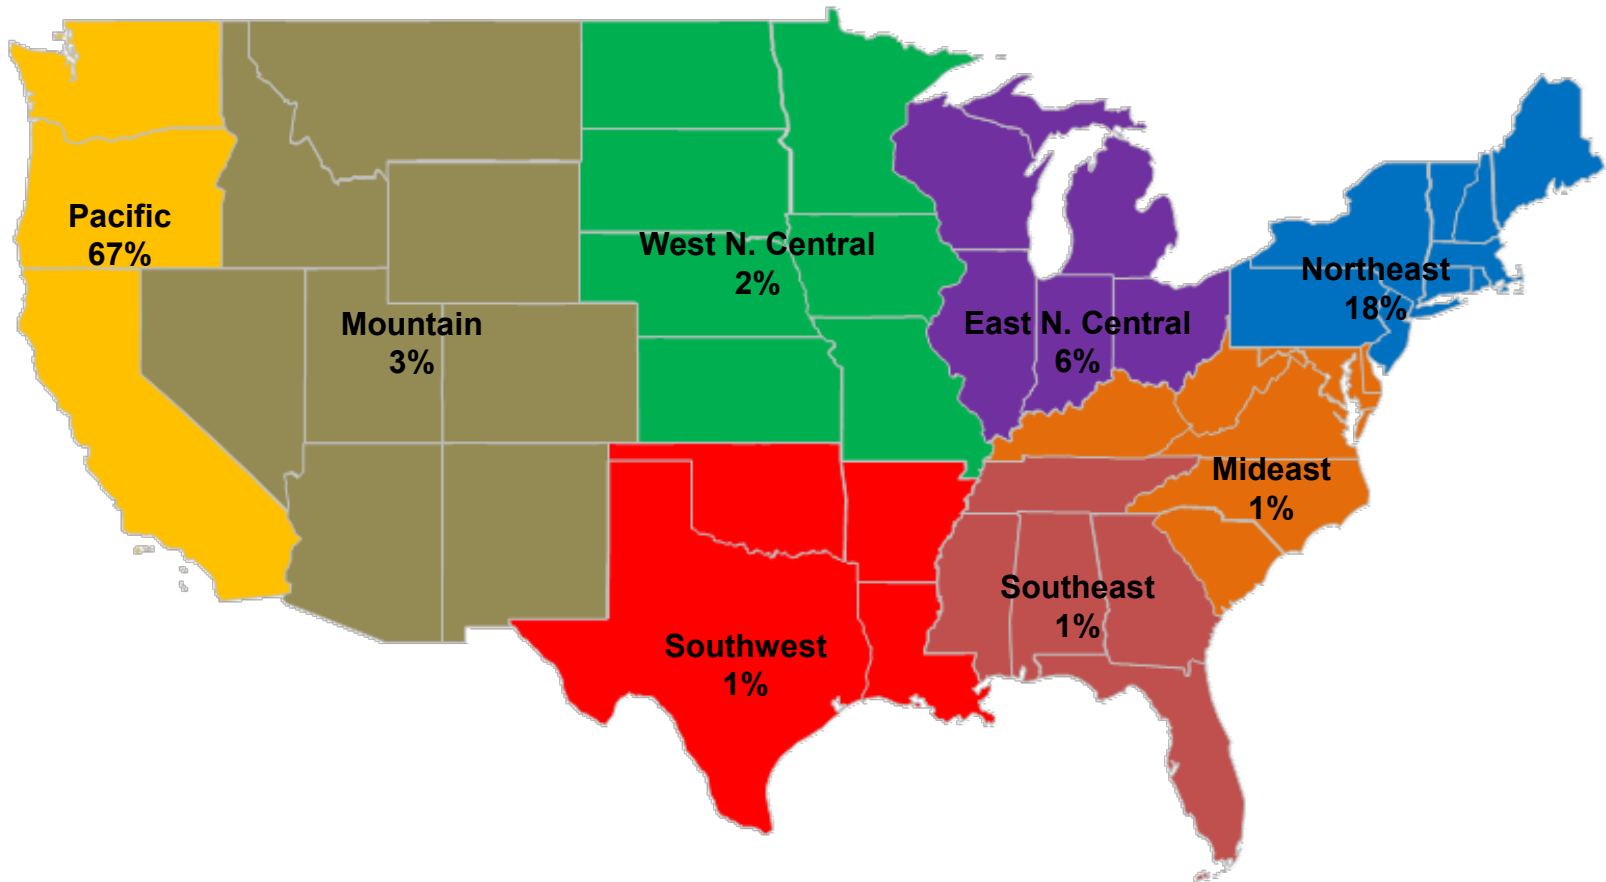 Pacific
67%
Mountain
3%
West N. Central
2%
East N. Central
6%
Northeast
18%
Mideast
1%
Southeast
1%
Southwest
1%